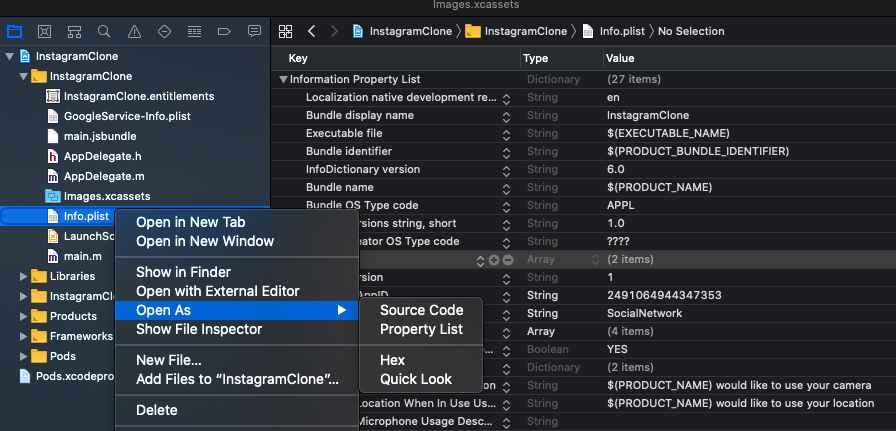 Images.xcassets
InstagramClone
InstagramClone
Info.plist
No Selection
InstagramClone
InstagramClone
InstagramClone.entitlements
GoogleService-Info.plist
main.jsbundle
AppDelegate.h
AppDelegate.m
Images.xcassets
Info.plist
LaunchSc
main.m
Libraries
InstagramCl
Products
Frameworks
Pods
Pods.xcodepro
Open in New Tab
Open in New Window
Show in Finder
Open with External Editor
Open As
Show File Inspector
New File...
Add Files to “InstagramClone”...
Delete
Source Code
Property List
Hex
Quick Look
Key Type Value
Information Property List Dictionary (27 items)
Localization native development re... String en
Bundle display name String InstagramClone
Executable file String $(EXECUTABLE_NAME)
Bundle identifier String $(PRODUCT_BUNDLE_IDENTIFIER)
InfoDictionary version String 6.0
Bundle name String $(PRODUCT_NAME)
Bundle OS Type code String APPL
rsions string, short String 1.0
eator OS Type code String ????
Array (2 items)
rsion String 1
AppID String 2491064944347353
String SocialNetwork
Array (4 items)
Boolean YES
Dictionary (2 items)
on String $(PRODUCT_NAME) would like to use your camera
Location When In Use Us... String $(PRODUCT_NAME) would like to use your location
Microphone Usage Desc... String